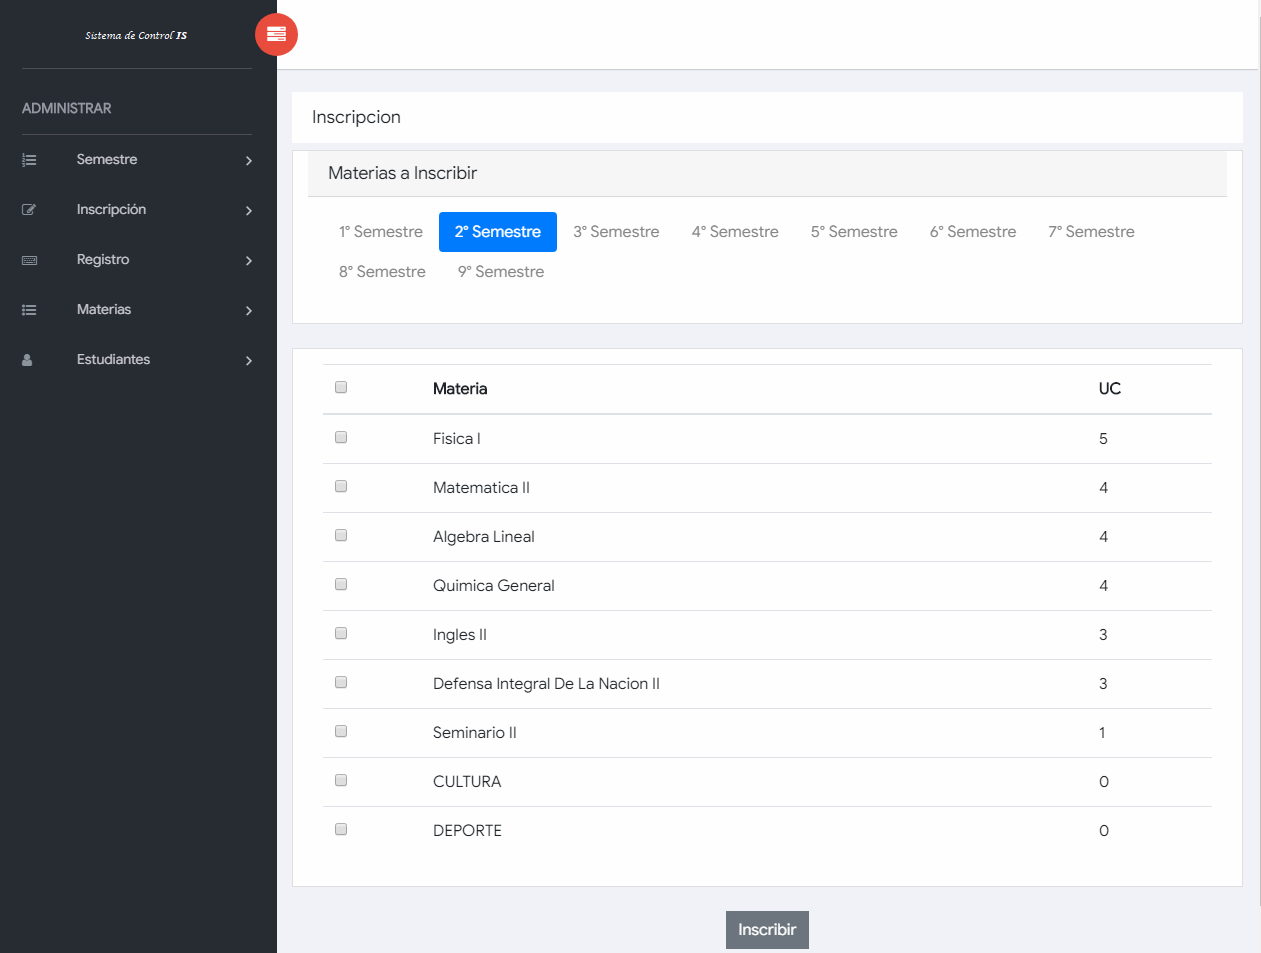 Sistema de Control IS
ADMINISTRAR
Semestre
Inscripción
Registro
Materias
Estudiantes
Inscripcion
Materias a Inscribir
1° Semestre 2° Semestre 3° Semestre 4° Semestre 5° Semestre 6° Semestre 7° Semestre
8° Semestre 9° Semestre
Materia UC
Fisica I 5
Matematica II 4
Algebra Lineal 4
Quimica General 4
Ingles II 3
Defensa Integral De La Nacion II 3
Seminario II 1
CULTURA 0
DEPORTE 0
Inscribir